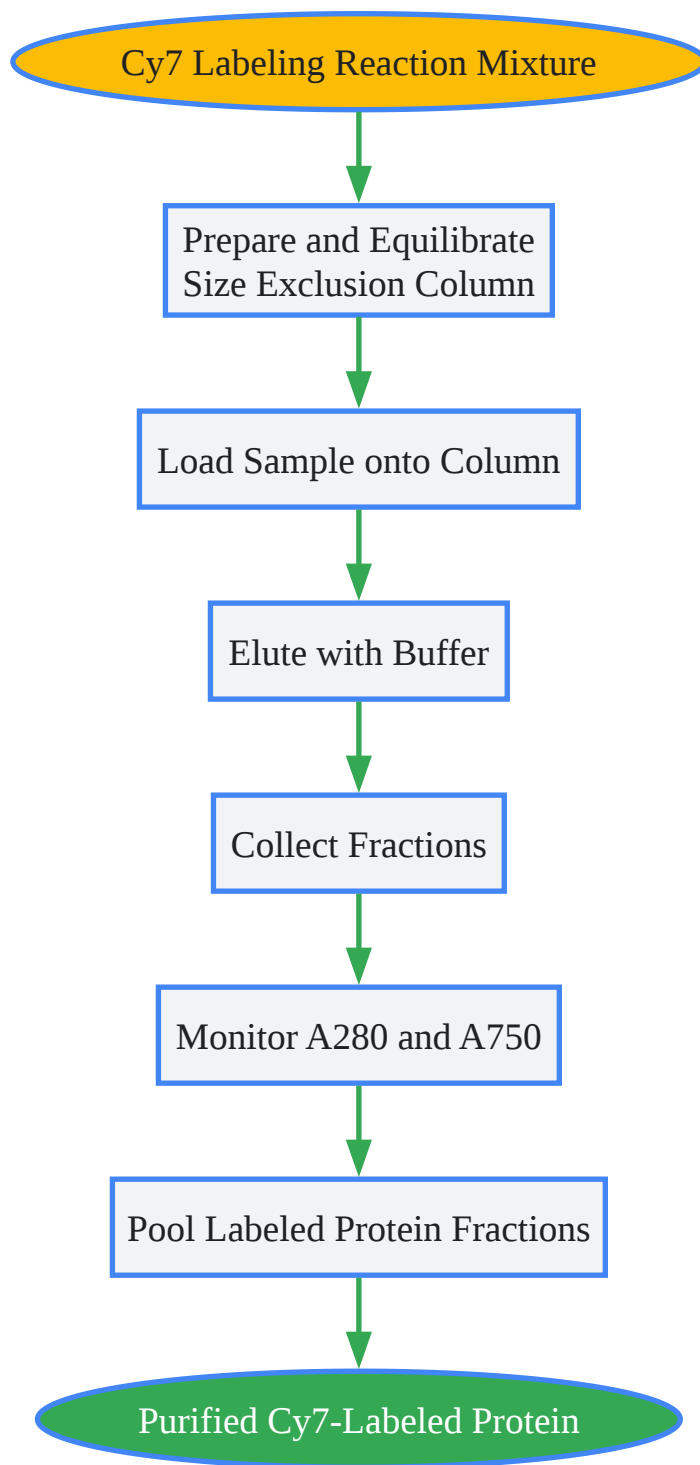 Cy7 Labeling Reaction Mixture
Prepare and Equilibrate
Size Exclusion Column
Load Sample onto Column
Elute with Buffer
Collect Fractions
Monitor A280 and A750
Pool Labeled Protein Fractions
Purified Cy7-Labeled Protein